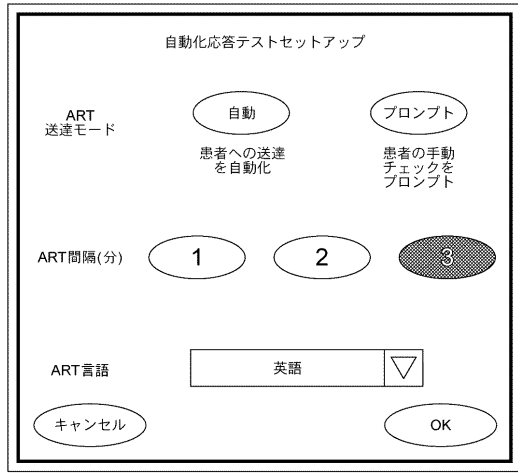 自動化応答テストセットアップ
ART
送達モード
自動
プロンプト
患者への送達
を自動化
患者の手動
チェックを
プロンプト
ART間隔(分)
1
2
3
ART言語
英語
キャンセル
OK